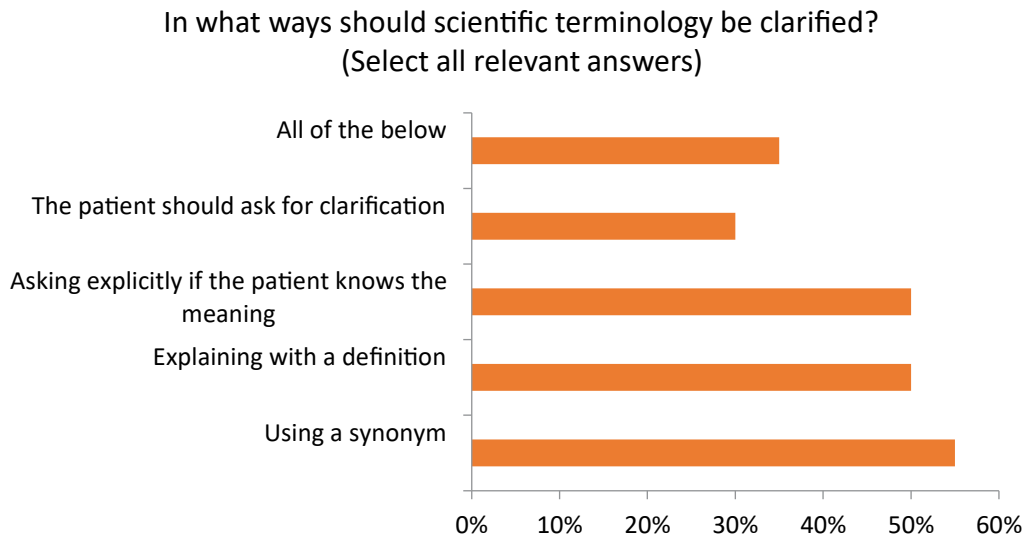 In what ways should scientific terminology be clarified?
(Select all relevant answers)
All of the below
The patient should ask for clarification
Asking explicitly if the patient knows the
meaning
Explaining with a definition
Using a synonym
0% 10% 20% 30% 40% 50% 60%